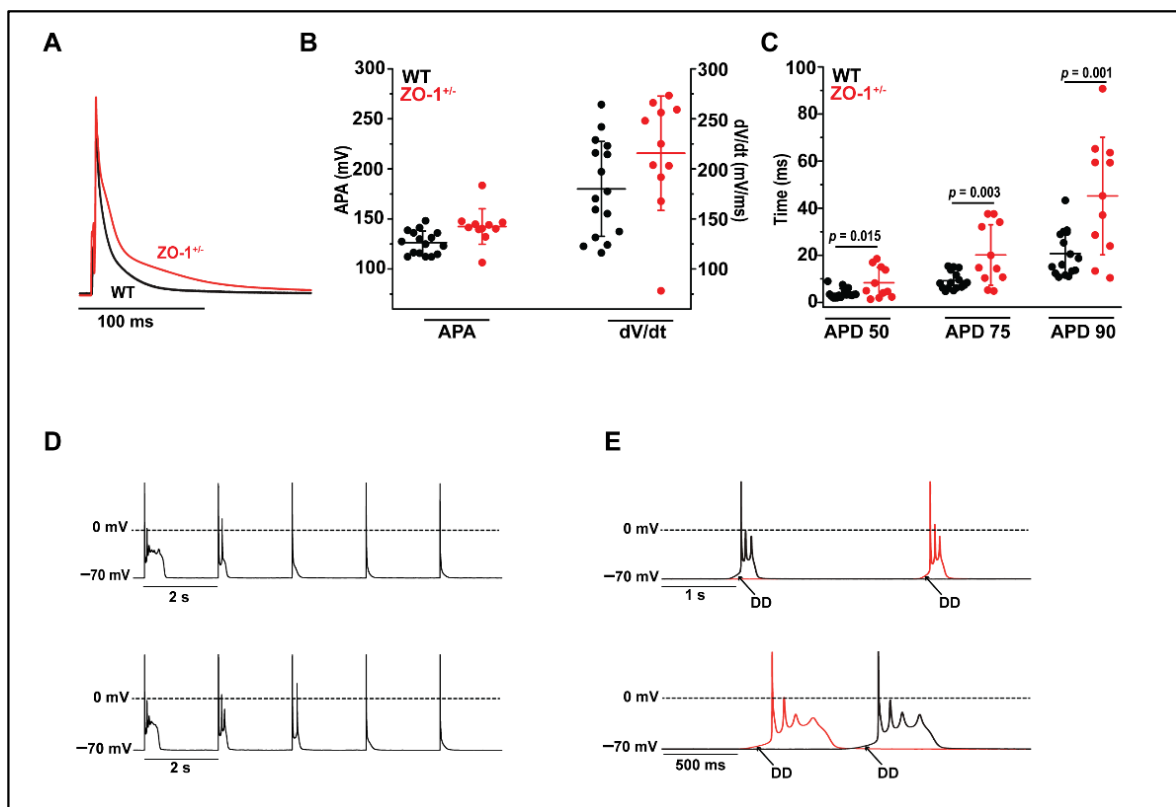 A
ZO-1+/-
WT
100 ms
B
WT
ZO-1+/-
300
250
200
150
100
APA (mV)
300
250
200
150
100
dV/dt (mV/ms)
APA
dV/dt
C
WT
ZO-1+/-
100
80
60
40
20
0
Time (ms)
p = 0.015
p = 0.003
p = 0.001
APD 50
APD 75
APD 90
D
0 mV
−70 mV
2 s
0 mV
−70 mV
2 s
E
0 mV
−70 mV
1 s
DD
DD
0 mV
−70 mV
500 ms
DD
DD